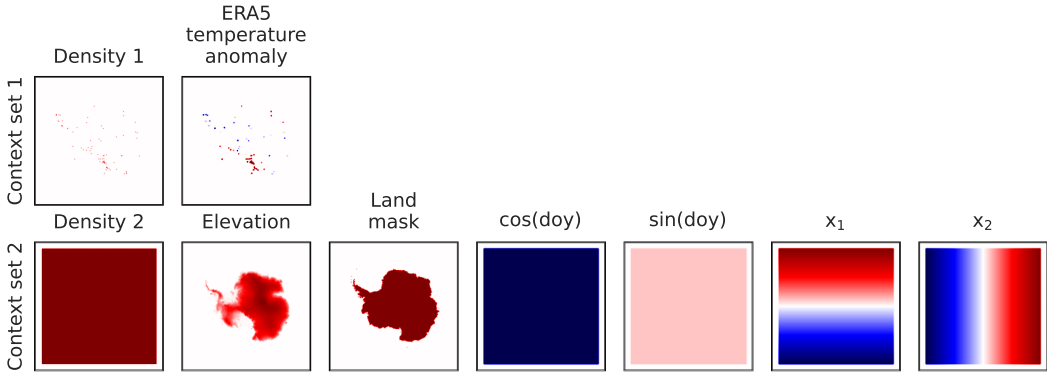 Density 1
ERA5
temperature
anomaly
Context set 1
Density 2
Elevation
Land
mask
cos(doy)
sin(doy)
x₁
x₂
Context set 2